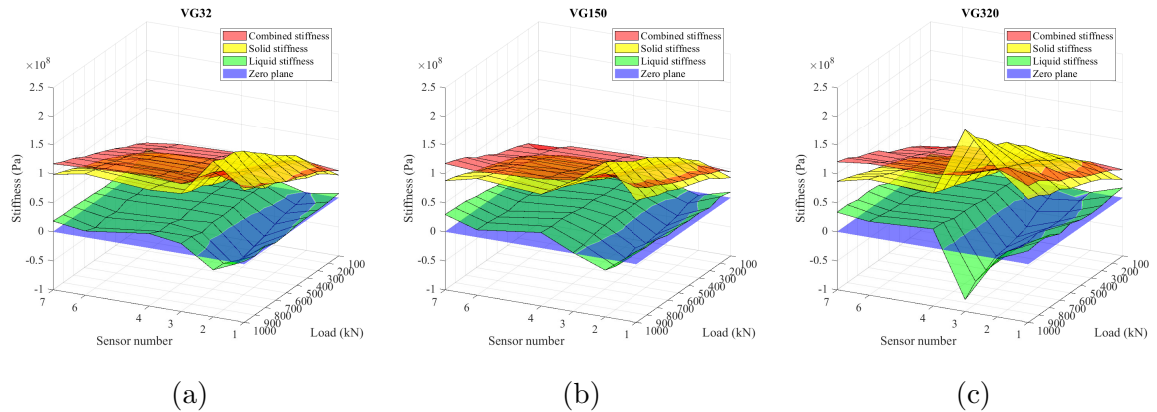 VG32
Combined stiffness
Solid stiffness
Liquid stiffness
Zero plane
×10⁸
2.5
2
1.5
1
0.5
0
-0.5
-1
Stiffness (Pa)
7
6
4
3
2
1
Sensor number
100
200
300
400
500
600
700
800
900
1000
Load (kN)
(a)
VG150
Combined stiffness
Solid stiffness
Liquid stiffness
Zero plane
×10⁸
2.5
2
1.5
1
0.5
0
-0.5
-1
Stiffness (Pa)
7
6
4
3
2
1
Sensor number
100
200
300
400
500
600
700
800
900
1000
Load (kN)
(b)
VG320
Combined stiffness
Solid stiffness
Liquid stiffness
Zero plane
×10⁸
2.5
2
1.5
1
0.5
0
-0.5
-1
Stiffness (Pa)
7
6
4
3
2
1
Sensor number
100
200
300
400
500
600
700
800
900
1000
Load (kN)
(c)